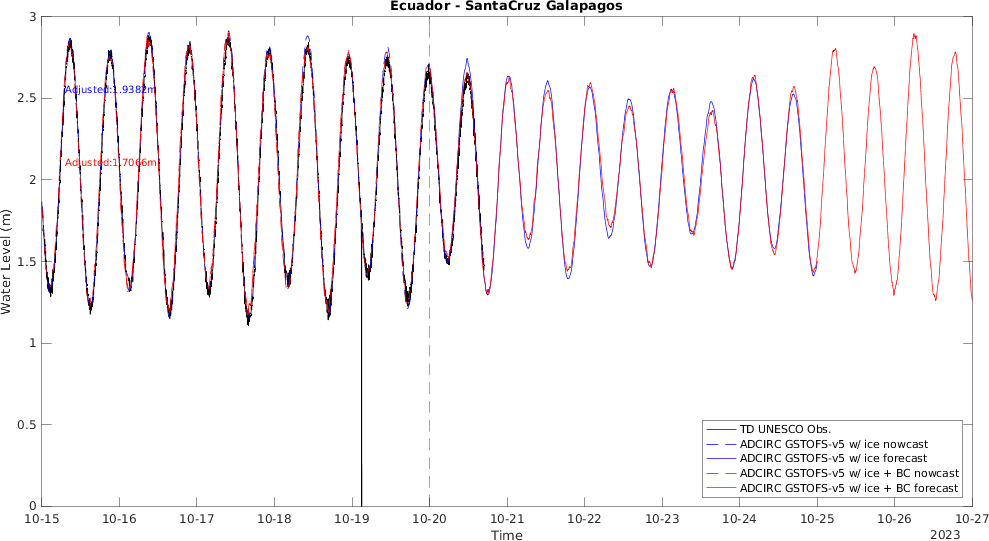 Ecuador - SantaCruz Galapagos
3
2.5
2
1.5
1
0.5
0
Water Level (m)
Adjusted:1.9382m
Adjusted:1.7066m
TD UNESCO Obs.
ADCIRC GSTOFS-v5 w/ ice nowcast
ADCIRC GSTOFS-v5 w/ ice forecast
ADCIRC GSTOFS-v5 w/ ice + BC nowcast
ADCIRC GSTOFS-v5 w/ ice + BC forecast
10-15 10-16 10-17 10-18 10-19 10-20 10-21 10-22 10-23 10-24 10-25 10-26 10-27
Time
2023